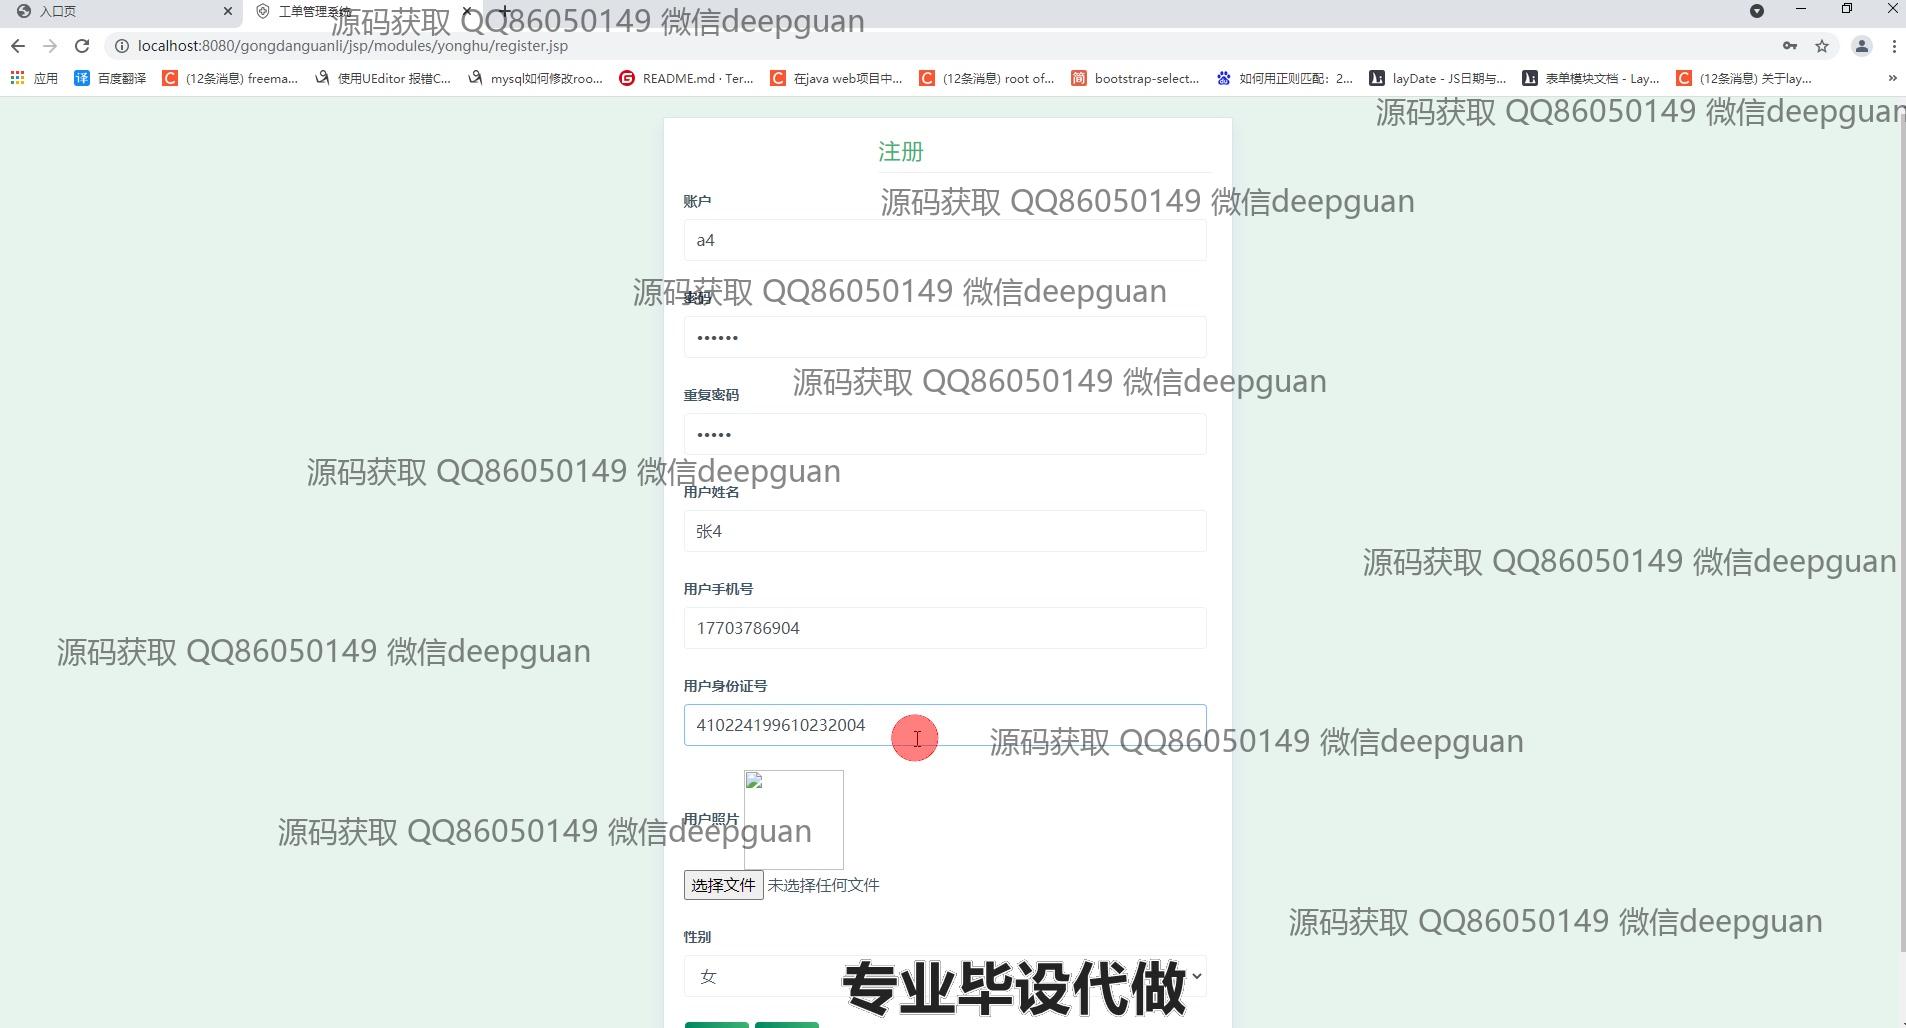 入口页
工单管理系统
源码获取 QQ86050149 微信deepguan
localhost:8080/gongdanguanli/jsp/modules/yonghu/register.jsp
应用
译 百度翻译
C (12条消息) freema...
使用UEditor 报错C...
mysql如何修改roo...
G README.md · Ter...
C 在java web项目中...
C (12条消息) root of...
简 bootstrap-select...
如何用正则匹配：2...
layDate - JS日期与...
表单模块文档 - Lay...
C (12条消息) 关于lay...
»
源码获取 QQ86050149 微信deepguan
注册
账户
源码获取 QQ86050149 微信deepguan
a4
源码获取 QQ86050149 微信deepguan
密码
••••••
源码获取 QQ86050149 微信deepguan
重复密码
•••••
源码获取 QQ86050149 微信deepguan
用户姓名
张4
源码获取 QQ86050149 微信deepguan
用户手机号
17703786904
源码获取 QQ86050149 微信deepguan
用户身份证号
410224199610232004
源码获取 QQ86050149 微信deepguan
用户照片
源码获取 QQ86050149 微信deepguan
选择文件 未选择任何文件
源码获取 QQ86050149 微信deepguan
性别
女
专业毕设代做